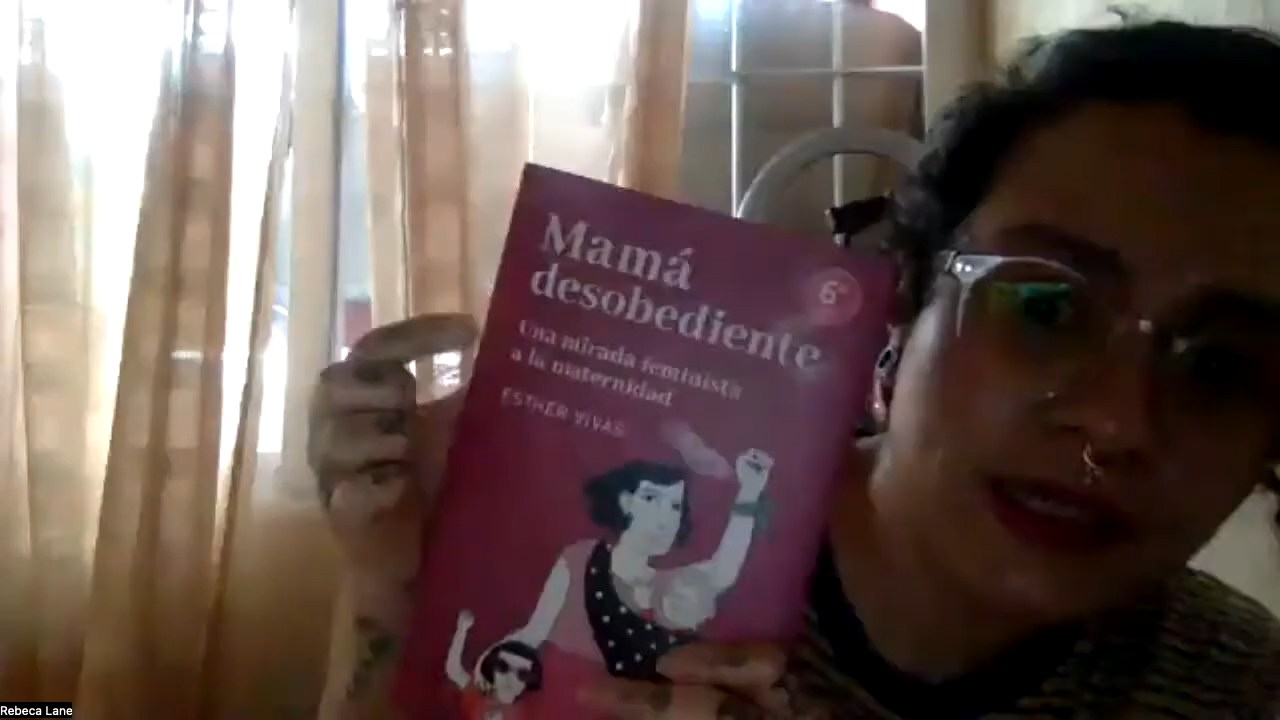 Mamá
desobediente
6ª
Una mirada feminista
a la maternidad
ESTHER VIVAS
Rebeca Lane